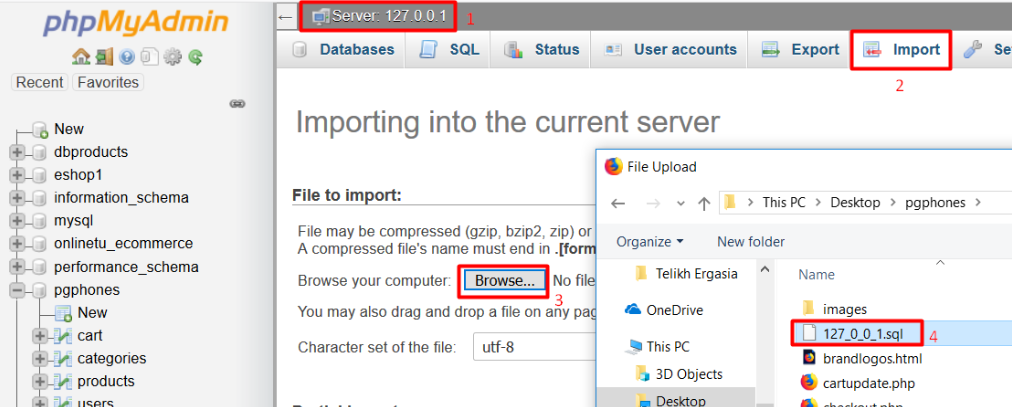 phpMyAdmin
Recent Favorites
New
dbproducts
eshop1
information_schema
mysql
onlinetu_ecommerce
performance_schema
pgphones
New
cart
categories
products
users
← Server: 127.0.0.1 1
Databases SQL Status User accounts Export Import Se
2
Importing into the current server
File to import:
File may be compressed (gzip, bzip2, zip) or
A compressed file's name must end in .[form
Browse your computer: Browse... No file
3
You may also drag and drop a file on any pag
Character set of the file: utf-8
File Upload
This PC > Desktop > pgphones >
Organize New folder
Telikh Ergasia
OneDrive
This PC
3D Objects
Desktop
Name
images
127_0_0_1.sql 4
brandlogos.html
cartupdate.php
checkout.php